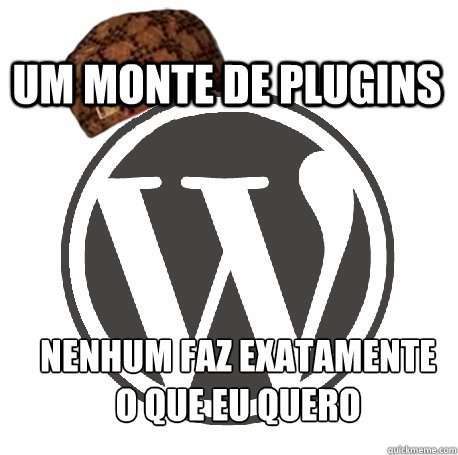 UM MONTE DE PLUGINS
W
NENHUM FAZ EXATAMENTE
O QUE EU QUERO
quickmeme.com